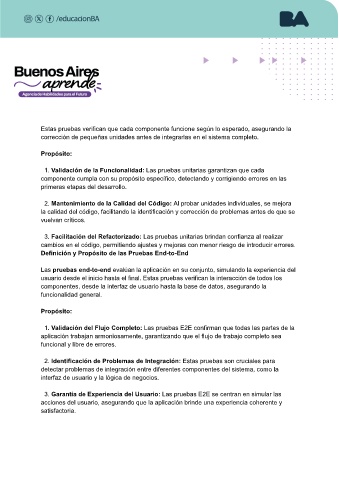 /educacionBA
BA
Buenos Aires
aprende
Agencia de Habilidades para el Futuro
Estas pruebas verifican que cada componente funcione según lo esperado, asegurando la
corrección de pequeñas unidades antes de integrarlas en el sistema completo.
Propósito:
1. Validación de la Funcionalidad: Las pruebas unitarias garantizan que cada
componente cumpla con su propósito específico, detectando y corrigiendo errores en las
primeras etapas del desarrollo.
2. Mantenimiento de la Calidad del Código: Al probar unidades individuales, se mejora
la calidad del código, facilitando la identificación y corrección de problemas antes de que se
vuelvan críticos.
3. Facilitación del Refactorizado: Las pruebas unitarias brindan confianza al realizar
cambios en el código, permitiendo ajustes y mejoras con menor riesgo de introducir errores.
Definición y Propósito de las Pruebas End-to-End
Las pruebas end-to-end evalúan la aplicación en su conjunto, simulando la experiencia del
usuario desde el inicio hasta el final. Estas pruebas verifican la interacción de todos los
componentes, desde la interfaz de usuario hasta la base de datos, asegurando la
funcionalidad general.
Propósito:
1. Validación del Flujo Completo: Las pruebas E2E confirman que todas las partes de la
aplicación trabajan armoniosamente, garantizando que el flujo de trabajo completo sea
funcional y libre de errores.
2. Identificación de Problemas de Integración: Estas pruebas son cruciales para
detectar problemas de integración entre diferentes componentes del sistema, como la
interfaz de usuario y la lógica de negocios.
3. Garantía de Experiencia del Usuario: Las pruebas E2E se centran en simular las
acciones del usuario, asegurando que la aplicación brinde una experiencia coherente y
satisfactoria.